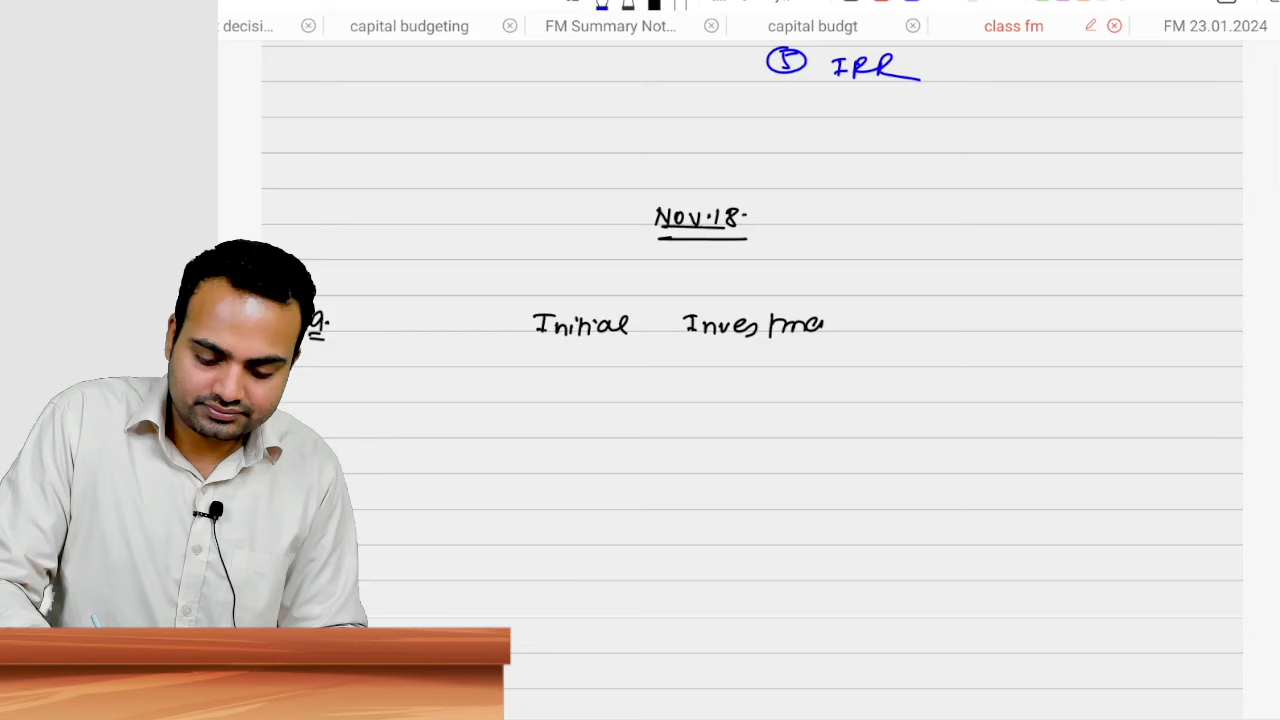 t decisi...
capital budgeting
FM Summary Not...
capital budgt
class fm
FM 23.01.2024
5 IRR
Nov.18.
9.
Initial Investme